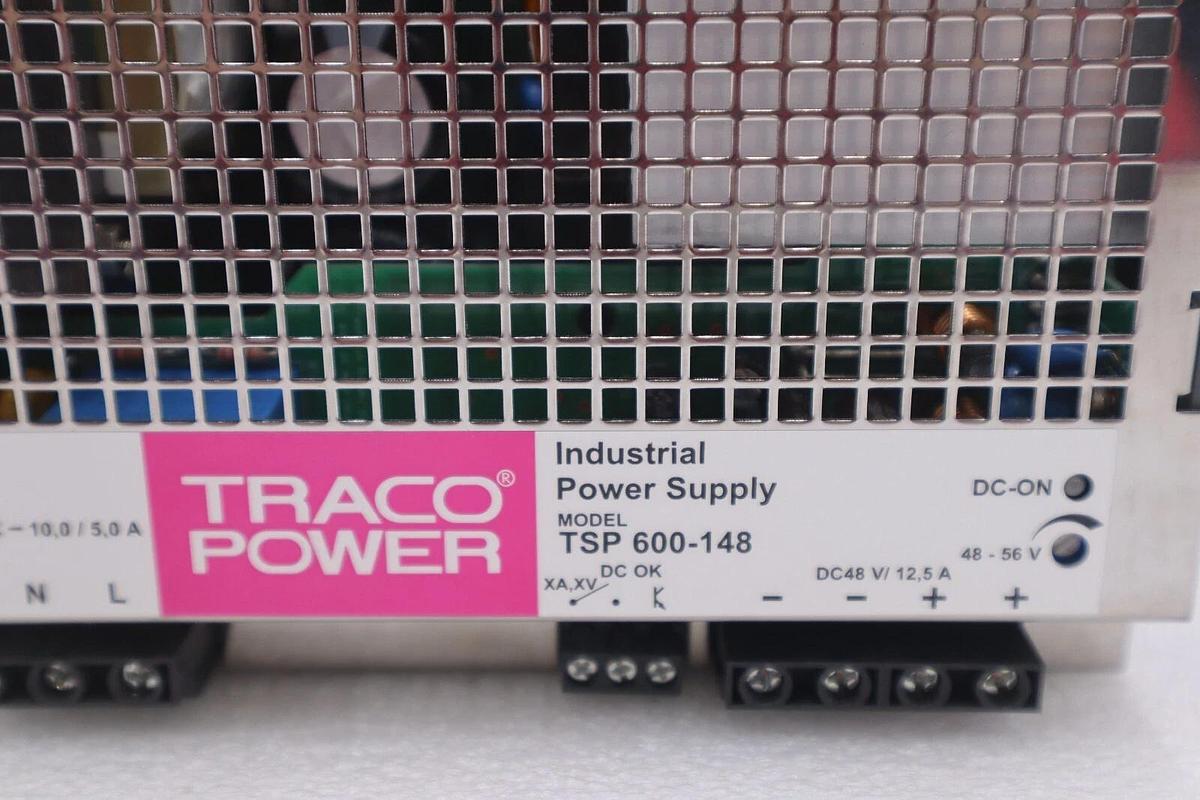 – 10,0 / 5,0 A
N L
TRACO®
POWER
Industrial
Power Supply
MODEL
TSP 600-148
DC OK
XA,XV
K
DC-ON
48 - 56 V
DC48 V/ 12,5 A
− − + +